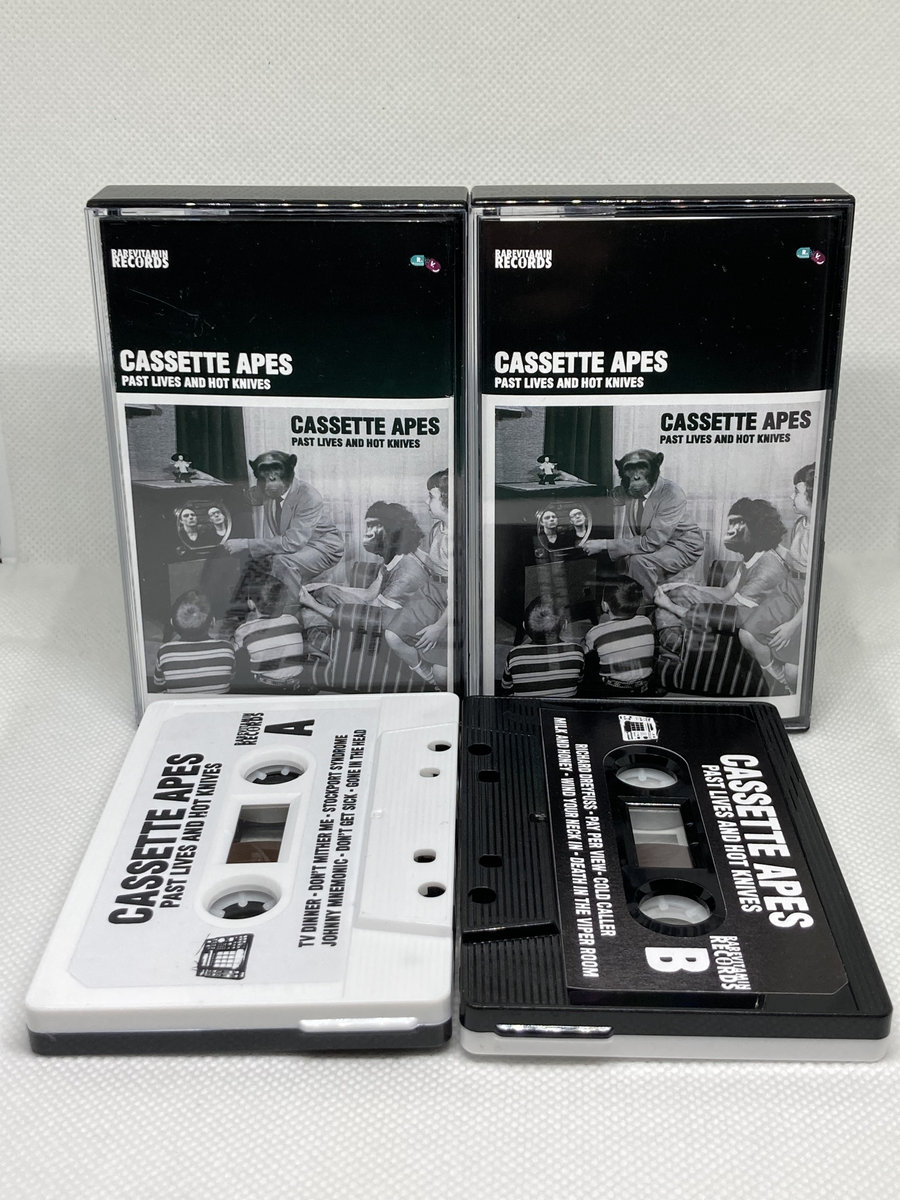 RAREVITAMIN
RECORDS
CASSETTE APES
PAST LIVES AND HOT KNIVES
CASSETTE APES
PAST LIVES AND HOT KNIVES
RAREVITAMIN
RECORDS
CASSETTE APES
PAST LIVES AND HOT KNIVES
CASSETTE APES
PAST LIVES AND HOT KNIVES
CASSETTE APES
PAST LIVES AND HOT KNIVES
RAREVITAMIN
RECORDS
A
TV DINNER - DON'T MITHER ME - STOCKPORT SYNDROME
JOHNNY MNEMONIC - DON'T GET SICK - GONE IN THE HEAD
CASSETTE APES
PAST LIVES AND HOT KNIVES
RAREVITAMIN
RECORDS
B
RICHARD DREYFUSS - PAY PER VIEW- COLD CALLER
MILK AND HONEY - WIND YOUR NECK IN - DEATH IN THE VIPER ROOM